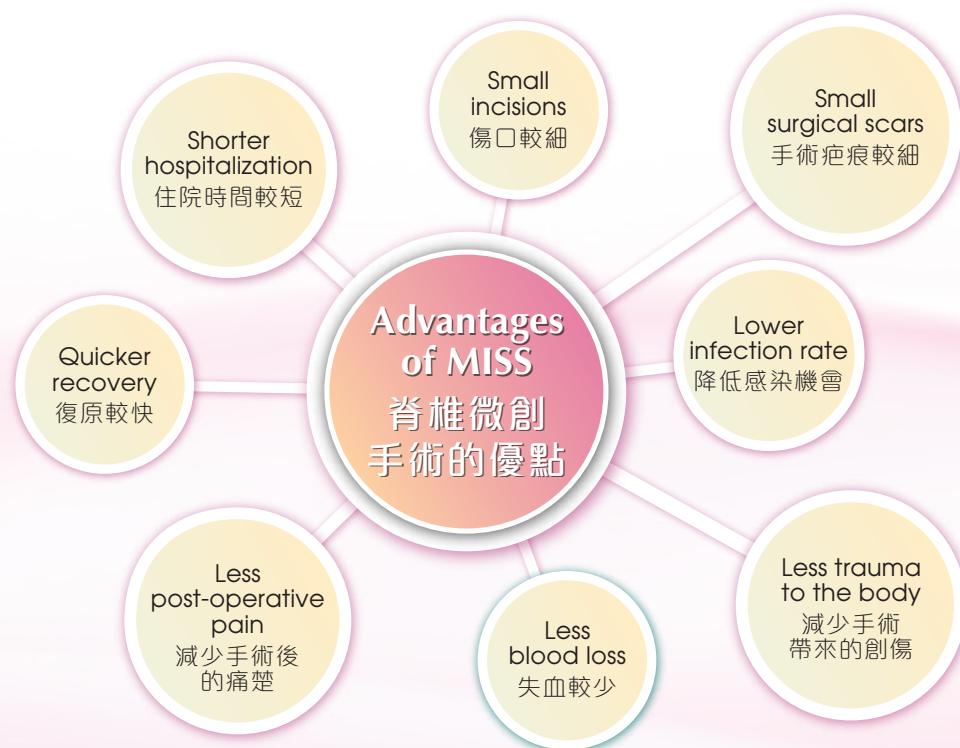 Small
incisions
傷口較細
Small
surgical scars
手術疤痕較細
Shorter
hospitalization
住院時間較短
Advantages
of MISS
脊椎微創
手術的優點
Lower
infection rate
降低感染機會
Quicker
recovery
復原較快
Less
post-operative
pain
減少手術後
的痛楚
Less
blood loss
失血較少
Less trauma
to the body
減少手術
帶來的創傷